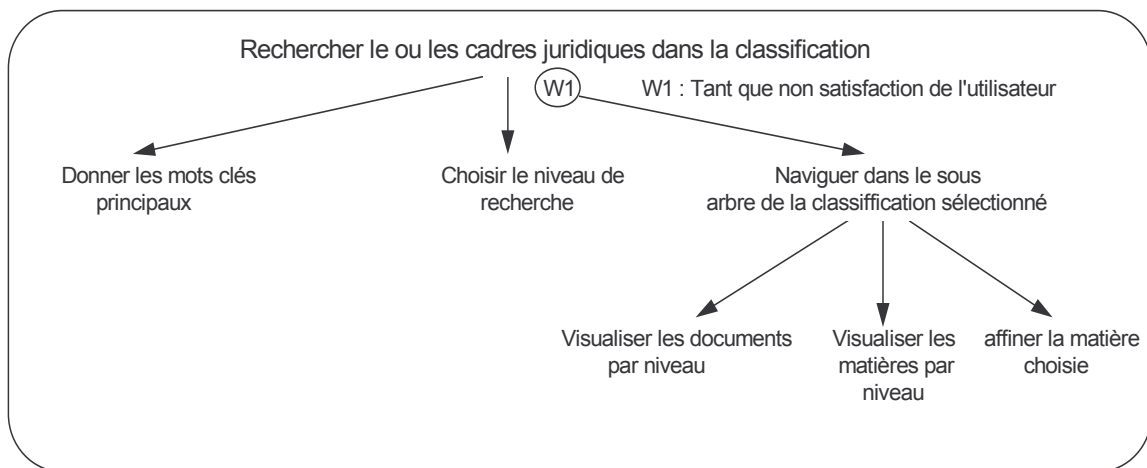 Rechercher le ou les cadres juridiques dans la classification
W1
W1 : Tant que non satisfaction de l'utilisateur
Donner les mots clés
principaux
Choisir le niveau de
recherche
Naviguer dans le sous
arbre de la classiffication sélectionné
Visualiser les documents
par niveau
Visualiser les
matières par
niveau
affiner la matière
choisie